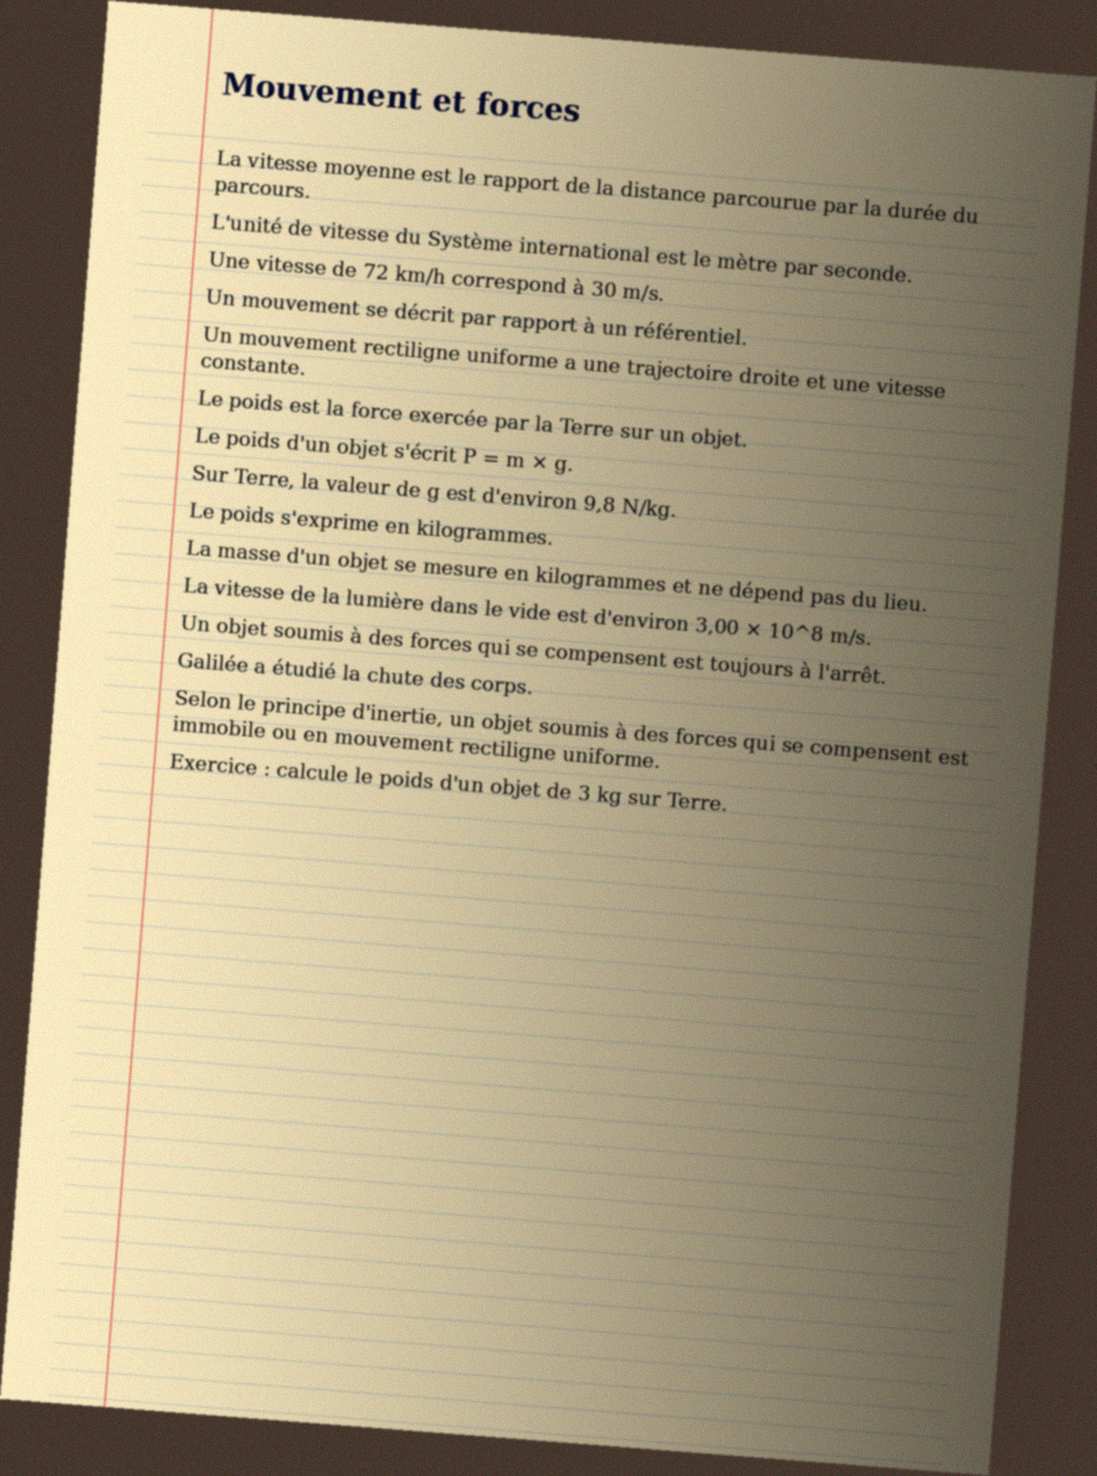 Mouvement et forces
La vitesse moyenne est le rapport de la distance parcourue par la durée du
parcours.
L'unité de vitesse du Système international est le mètre par seconde.
Une vitesse de 72 km/h correspond à 30 m/s.
Un mouvement se décrit par rapport à un référentiel.
Un mouvement rectiligne uniforme a une trajectoire droite et une vitesse
constante.
Le poids est la force exercée par la Terre sur un objet.
Le poids d'un objet s'écrit P = m × g.
Sur Terre, la valeur de g est d'environ 9,8 N/kg.
Le poids s'exprime en kilogrammes.
La masse d'un objet se mesure en kilogrammes et ne dépend pas du lieu.
La vitesse de la lumière dans le vide est d'environ 3,00 × 10^8 m/s.
Un objet soumis à des forces qui se compensent est toujours à l'arrêt.
Galilée a étudié la chute des corps.
Selon le principe d'inertie, un objet soumis à des forces qui se compensent est
immobile ou en mouvement rectiligne uniforme.
Exercice : calcule le poids d'un objet de 3 kg sur Terre.